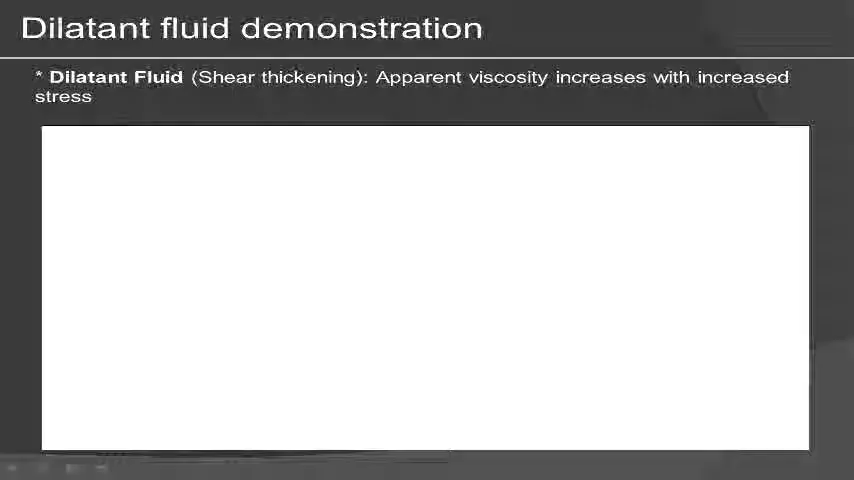 Dilatant fluid demonstration
* Dilatant Fluid (Shear thickening): Apparent viscosity increases with increased
stress